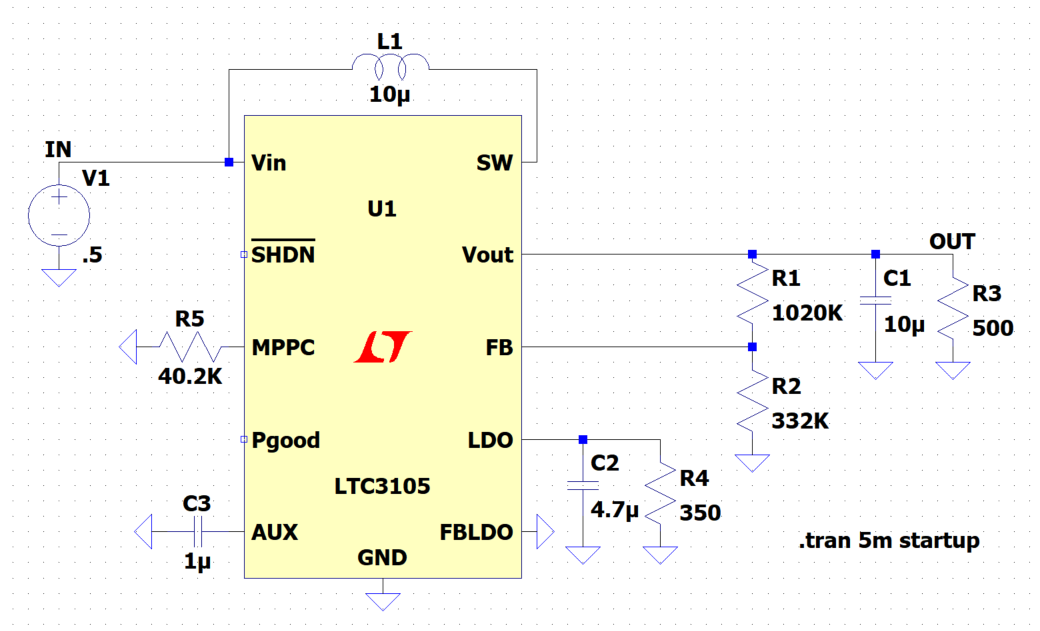 L1
10µ
IN
V1
.5
Vin
SW
U1
SHDN
Vout
OUT
R1
1020K
C1
10µ
R3
500
R5
40.2K
MPPC
FB
R2
332K
Pgood
LDO
C2
4.7µ
R4
350
LTC3105
C3
1µ
AUX
FBLDO
GND
.tran 5m startup